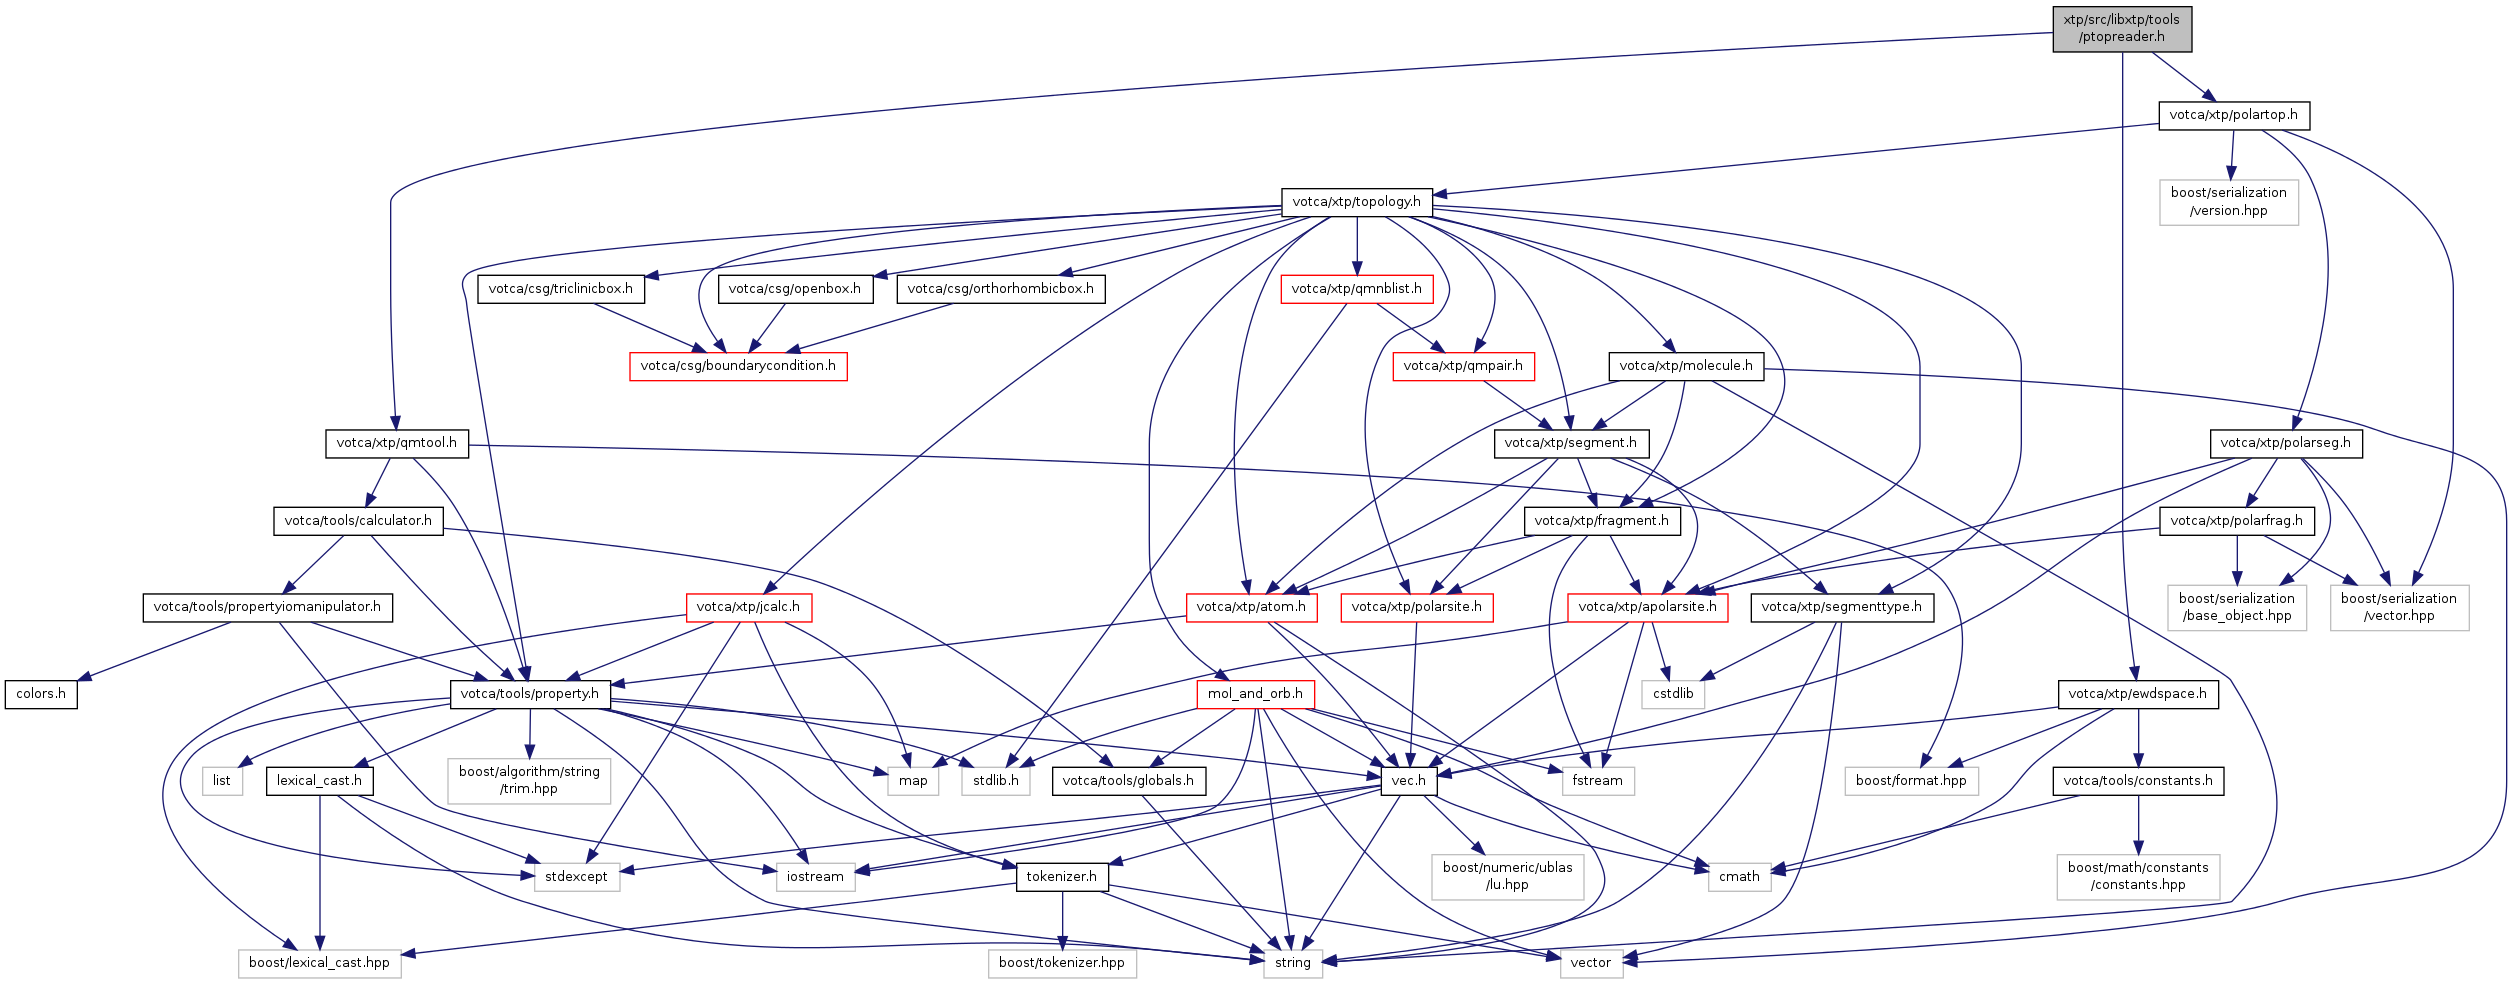 xtp/src/libxtp/tools
/ptopreader.h
votca/xtp/polartop.h
votca/xtp/topology.h
boost/serialization
/version.hpp
votca/csg/triclinicbox.h
votca/csg/openbox.h
votca/csg/orthorhombicbox.h
votca/xtp/qmnblist.h
votca/csg/boundarycondition.h
votca/xtp/qmpair.h
votca/xtp/molecule.h
votca/xtp/qmtool.h
votca/xtp/segment.h
votca/xtp/polarseg.h
votca/tools/calculator.h
votca/xtp/fragment.h
votca/xtp/polarfrag.h
votca/tools/propertyiomanipulator.h
votca/xtp/jcalc.h
votca/xtp/atom.h
votca/xtp/polarsite.h
votca/xtp/apolarsite.h
votca/xtp/segmenttype.h
boost/serialization
/base_object.hpp
boost/serialization
/vector.hpp
colors.h
votca/tools/property.h
mol_and_orb.h
cstdlib
votca/xtp/ewdspace.h
list
lexical_cast.h
boost/algorithm/string
/trim.hpp
map
stdlib.h
votca/tools/globals.h
vec.h
fstream
boost/format.hpp
votca/tools/constants.h
stdexcept
iostream
tokenizer.h
boost/numeric/ublas
/lu.hpp
cmath
boost/math/constants
/constants.hpp
boost/lexical_cast.hpp
boost/tokenizer.hpp
string
vector